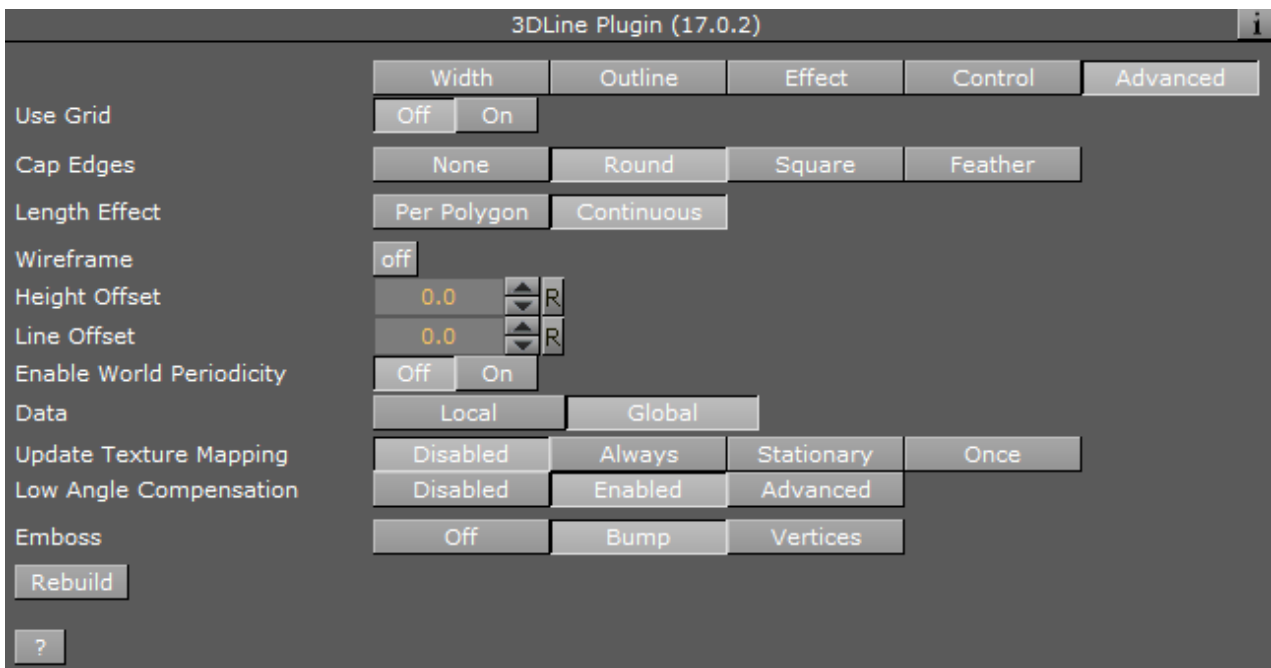 3DLine Plugin (17.0.2) i
Width Outline Effect Control Advanced
Use Grid Off On
Cap Edges None Round Square Feather
Length Effect Per Polygon Continuous
Wireframe off
Height Offset 0.0 R
Line Offset 0.0 R
Enable World Periodicity Off On
Data Local Global
Update Texture Mapping Disabled Always Stationary Once
Low Angle Compensation Disabled Enabled Advanced
Emboss Off Bump Vertices
Rebuild
?